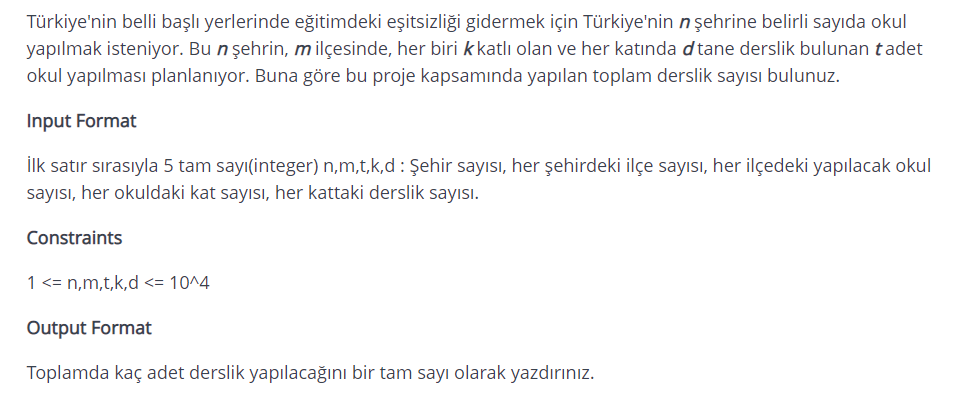 Türkiye'nin belli başlı yerlerinde eğitimdeki eşitsizliği gidermek için Türkiye'nin n şehrine belirli sayıda okul
yapılmak isteniyor. Bu n şehrin, m ilçesinde, her biri k katlı olan ve her katında d tane derslik bulunan t adet
okul yapılması planlanıyor. Buna göre bu proje kapsamında yapılan toplam derslik sayısı bulunuz.
Input Format
İlk satır sırasıyla 5 tam sayı(integer) n,m,t,k,d : Şehir sayısı, her şehirdeki ilçe sayısı, her ilçedeki yapılacak okul
sayısı, her okuldaki kat sayısı, her kattaki derslik sayısı.
Constraints
1 <= n,m,t,k,d <= 10^4
Output Format
Toplamda kaç adet derslik yapılacağını bir tam sayı olarak yazdırınız.